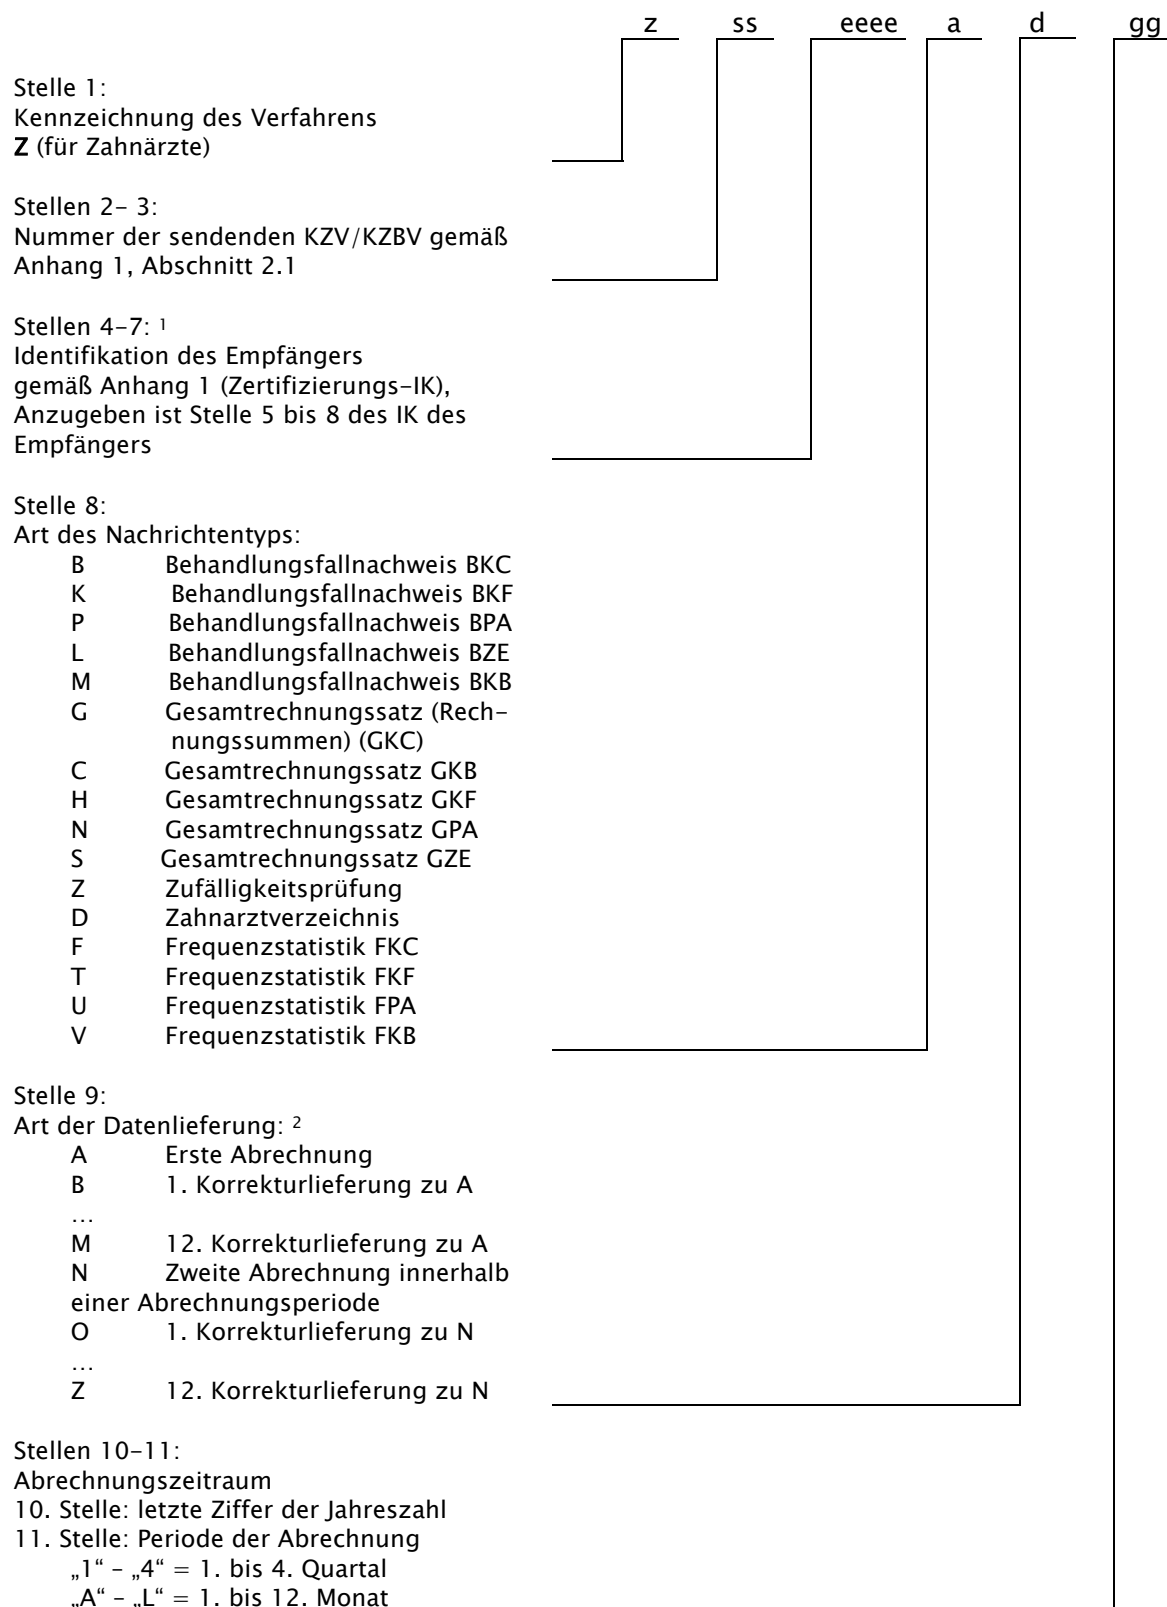 z ss eeee a d gg
Stelle 1:
Kennzeichnung des Verfahrens
Z (für Zahnärzte)
Stellen 2- 3:
Nummer der sendenden KZV/KZBV gemäß
Anhang 1, Abschnitt 2.1
Stellen 4-7: 1
Identifikation des Empfängers
gemäß Anhang 1 (Zertifizierungs-IK),
Anzugeben ist Stelle 5 bis 8 des IK des
Empfängers
Stelle 8:
Art des Nachrichtentyps:
B Behandlungsfallnachweis BKC
K Behandlungsfallnachweis BKF
P Behandlungsfallnachweis BPA
L Behandlungsfallnachweis BZE
M Behandlungsfallnachweis BKB
G Gesamtrechnungssatz (Rech-
nungssummen) (GKC)
C Gesamtrechnungssatz GKB
H Gesamtrechnungssatz GKF
N Gesamtrechnungssatz GPA
S Gesamtrechnungssatz GZE
Z Zufälligkeitsprüfung
D Zahnarztverzeichnis
F Frequenzstatistik FKC
T Frequenzstatistik FKF
U Frequenzstatistik FPA
V Frequenzstatistik FKB
Stelle 9:
Art der Datenlieferung: 2
A Erste Abrechnung
B 1. Korrekturlieferung zu A
…
M 12. Korrekturlieferung zu A
N Zweite Abrechnung innerhalb
einer Abrechnungsperiode
O 1. Korrekturlieferung zu N
…
Z 12. Korrekturlieferung zu N
Stellen 10-11:
Abrechnungszeitraum
10. Stelle: letzte Ziffer der Jahreszahl
11. Stelle: Periode der Abrechnung
„1“ – „4“ = 1. bis 4. Quartal
„A“ – „L“ = 1. bis 12. Monat